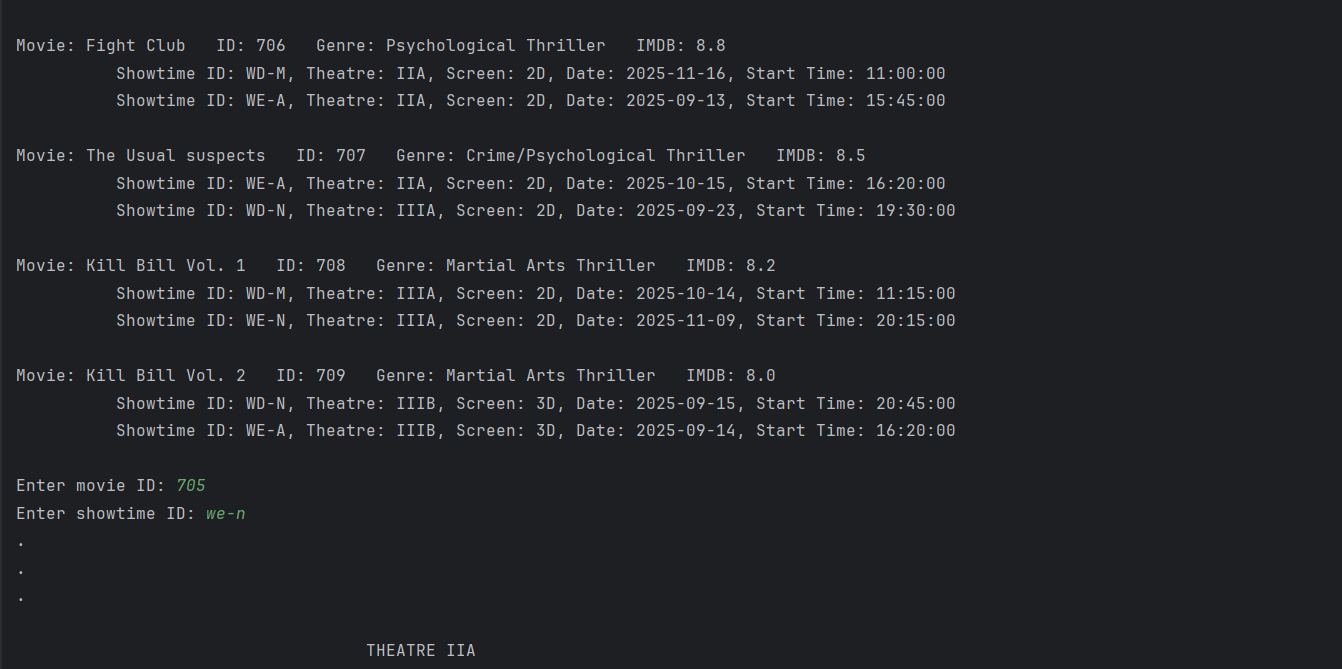 Movie: Fight Club   ID: 706   Genre: Psychological Thriller   IMDB: 8.8
          Showtime ID: WD-M, Theatre: IIA, Screen: 2D, Date: 2025-11-16, Start Time: 11:00:00
          Showtime ID: WE-A, Theatre: IIA, Screen: 2D, Date: 2025-09-13, Start Time: 15:45:00
Movie: The Usual suspects   ID: 707   Genre: Crime/Psychological Thriller   IMDB: 8.5
          Showtime ID: WE-A, Theatre: IIA, Screen: 2D, Date: 2025-10-15, Start Time: 16:20:00
          Showtime ID: WD-N, Theatre: IIIA, Screen: 2D, Date: 2025-09-23, Start Time: 19:30:00
Movie: Kill Bill Vol. 1   ID: 708   Genre: Martial Arts Thriller   IMDB: 8.2
          Showtime ID: WD-M, Theatre: IIIA, Screen: 2D, Date: 2025-10-14, Start Time: 11:15:00
          Showtime ID: WE-N, Theatre: IIIA, Screen: 2D, Date: 2025-11-09, Start Time: 20:15:00
Movie: Kill Bill Vol. 2   ID: 709   Genre: Martial Arts Thriller   IMDB: 8.0
          Showtime ID: WD-N, Theatre: IIIB, Screen: 3D, Date: 2025-09-15, Start Time: 20:45:00
          Showtime ID: WE-A, Theatre: IIIB, Screen: 3D, Date: 2025-09-14, Start Time: 16:20:00
Enter movie ID: 705
Enter showtime ID: we-n
.
.
.
THEATRE IIA